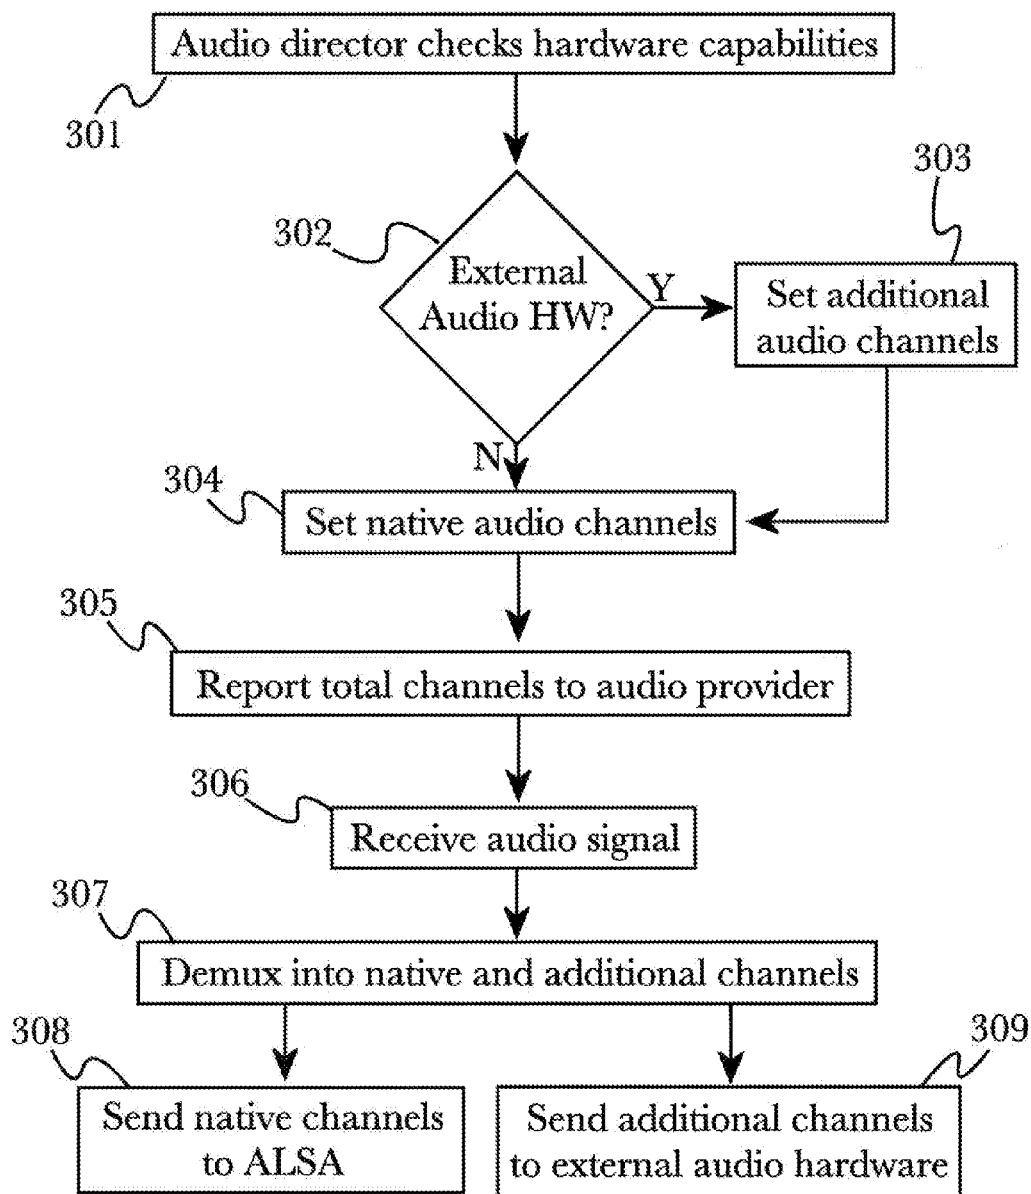 Audio director checks hardware capabilities
301
302
External
Audio HW?
Y
303
Set additional
audio channels
N
304
Set native audio channels
305
Report total channels to audio provider
306
Receive audio signal
307
Demux into native and additional channels
308
Send native channels
to ALSA
309
Send additional channels
to external audio hardware